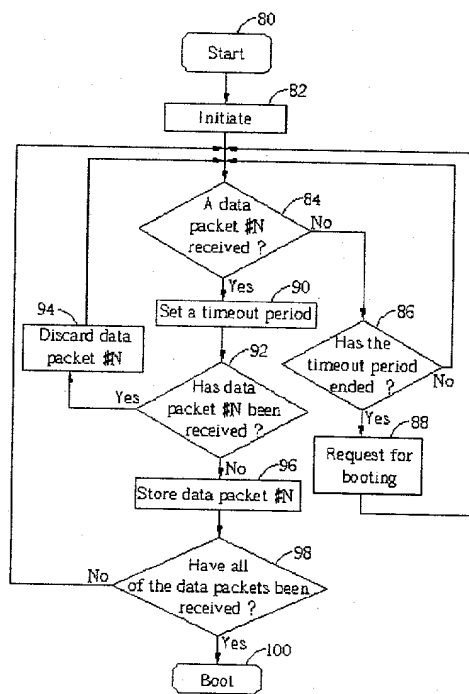 80
Start
82
Initiate
A data
packet #N
received ?
84
No
Yes
90
Set a timeout period
94
Discard data
packet #N
92
86
Has the
timeout period
ended ?
No
Yes
Has data
packet #N been
received ?
Yes
88
Request for
booting
No
96
Store data packet #N
98
No
Have all
of the data packets been
received ?
Yes
100
Boot